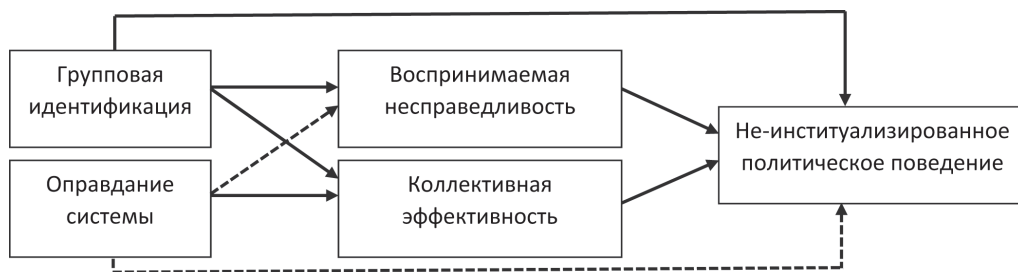 Групповая
идентификация
Воспринимаемая
несправедливость
Не-институализированное
политическое поведение
Оправдание
системы
Коллективная
эффективность